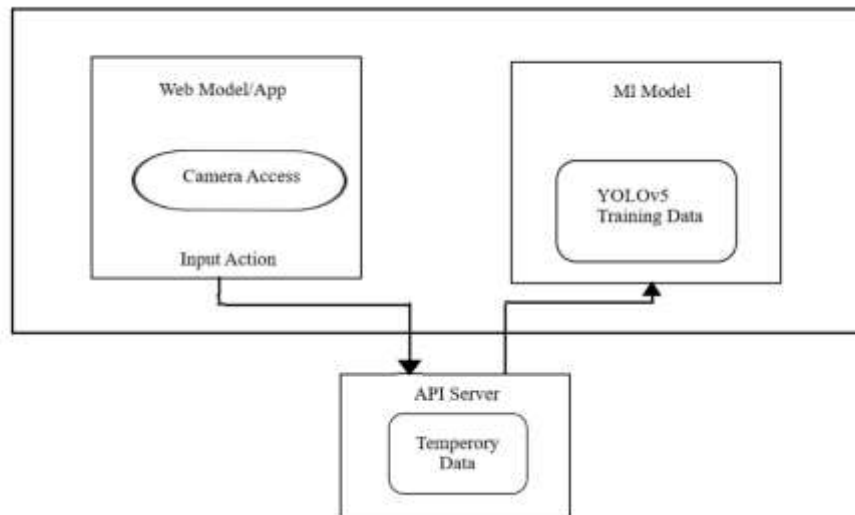 Web Model/App
Camera Access
Input Action
Ml Model
YOLOv5
Training Data
API Server
Temperory
Data